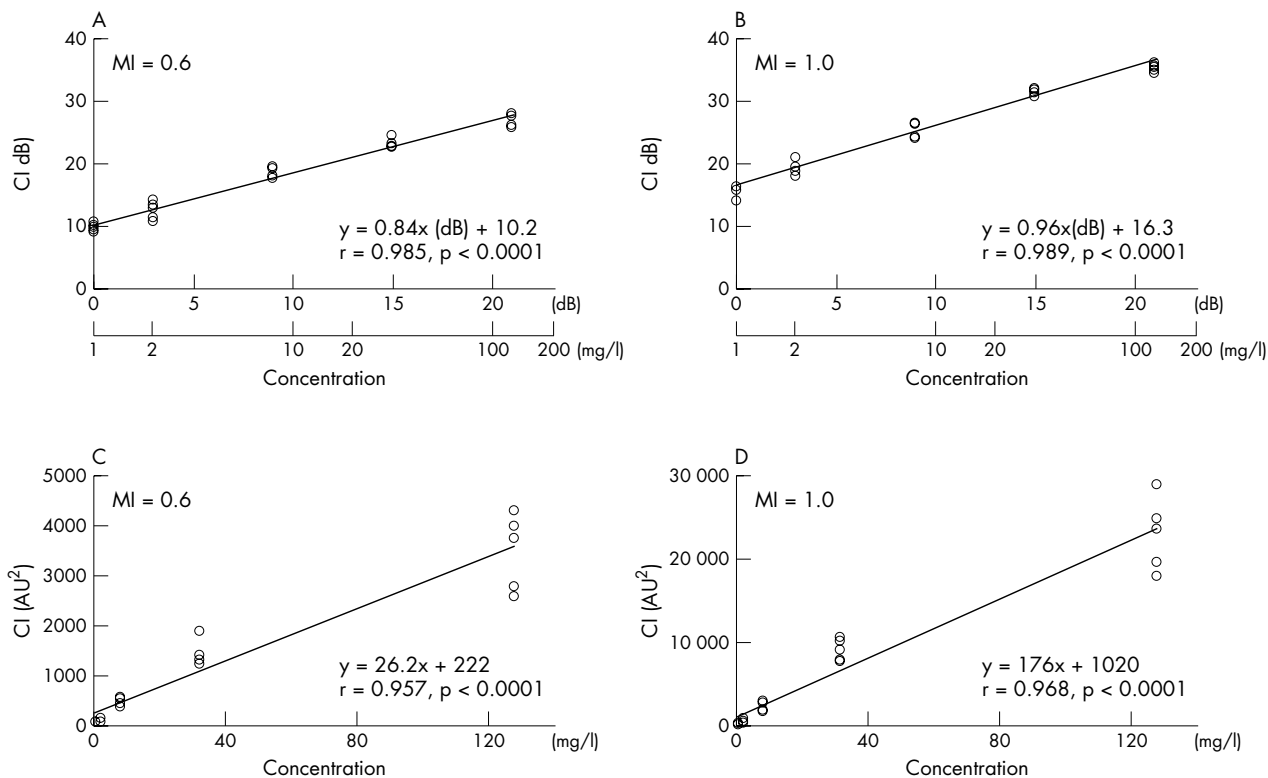 A
MI = 0.6
CI dB)
40
30
20
10
0
y = 0.84x (dB) + 10.2
r = 0.985, p < 0.0001
0 5 10 15 20 (dB)
1 2 10 20 100 200 (mg/l)
Concentration
B
MI = 1.0
CI dB)
40
30
20
10
0
y = 0.96x(dB) + 16.3
r = 0.989, p < 0.0001
0 5 10 15 20 (dB)
1 2 10 20 100 200 (mg/l)
Concentration
C
MI = 0.6
CI (AU²)
5000
4000
3000
2000
1000
0
y = 26.2x + 222
r = 0.957, p < 0.0001
0 40 80 120 (mg/l)
Concentration
D
MI = 1.0
CI (AU²)
30 000
20 000
10 000
0
y = 176x + 1020
r = 0.968, p < 0.0001
0 40 80 120 (mg/l)
Concentration